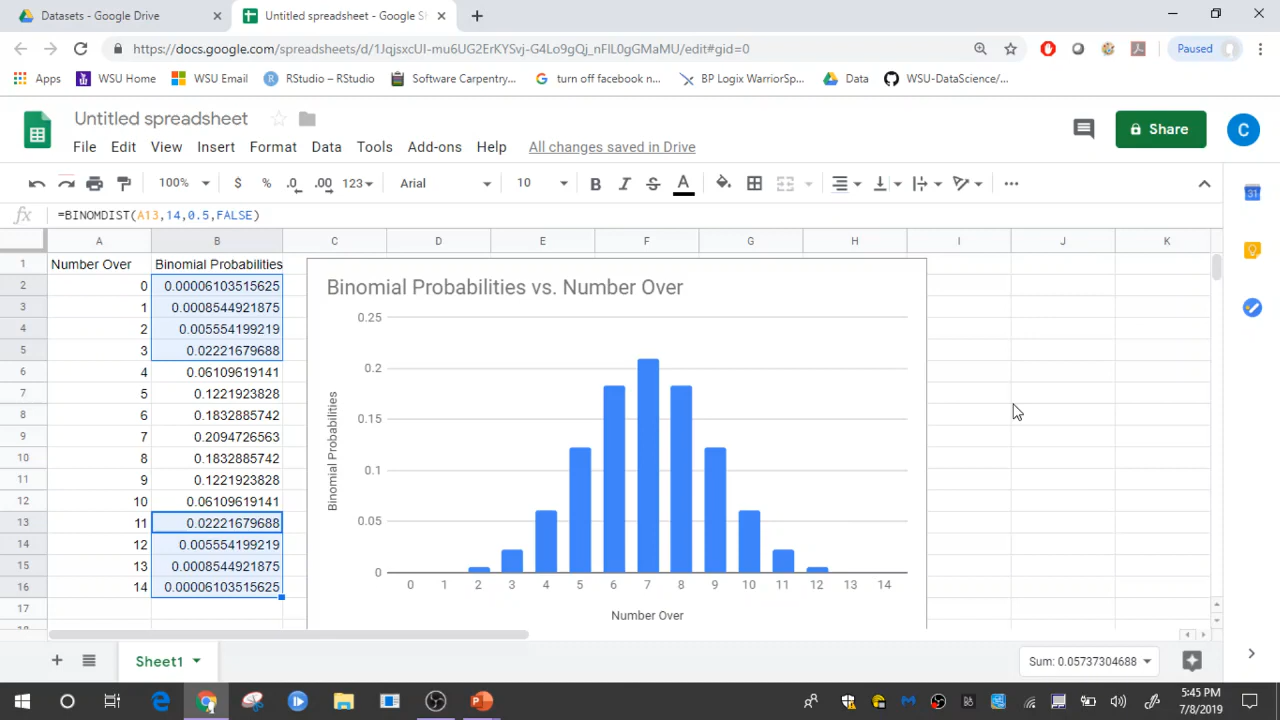 Datasets - Google Drive
Untitled spreadsheet - Google Sh
https://docs.google.com/spreadsheets/d/1JqjsxcUI-mu6UG2ErKYSvj-G4Lo9gQj_nFIL0gGMaMU/edit#gid=0
Paused
Apps WSU Home WSU Email RStudio – RStudio Software Carpentry... turn off facebook n... BP Logix WarriorSp... Data WSU-DataScience/...
Untitled spreadsheet
Share
C
File Edit View Insert Format Data Tools Add-ons Help All changes saved in Drive
100% $ % .0 .00 123 Arial 10 B I S A
31
fx =BINOMDIST(A13,14,0.5,FALSE)
A B C D E F G H I J K
1 Number Over Binomial Probabilities
2 0 0.00006103515625
3 1 0.0008544921875
4 2 0.005554199219
5 3 0.02221679688
6 4 0.06109619141
7 5 0.1221923828
8 6 0.1832885742
9 7 0.2094726563
10 8 0.1832885742
11 9 0.1221923828
12 10 0.06109619141
13 11 0.02221679688
14 12 0.005554199219
15 13 0.0008544921875
16 14 0.00006103515625
17
18
Binomial Probabilities vs. Number Over
0.25
0.2
0.15
0.1
0.05
0
Binomial Probabilities
0 1 2 3 4 5 6 7 8 9 10 11 12 13 14
Number Over
Sheet1
Sum: 0.05737304688
5:45 PM
7/8/2019